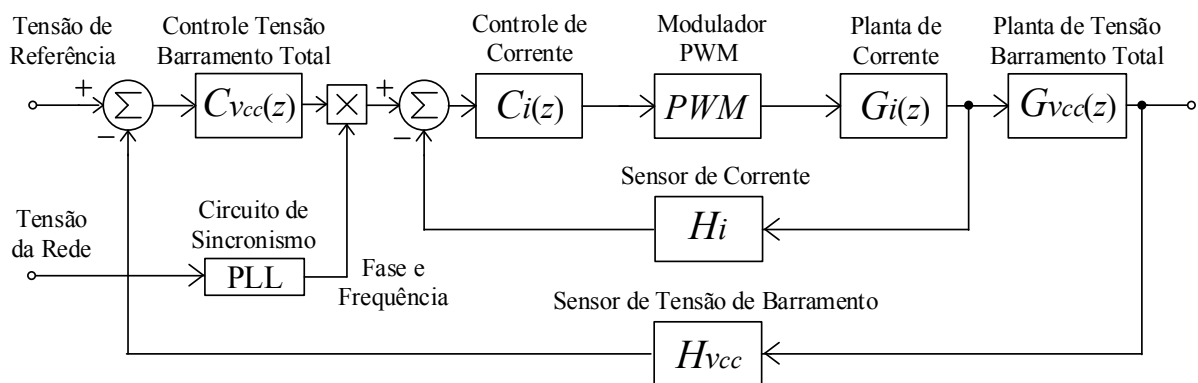 Tensão de
Referência
Controle Tensão
Barramento Total
Controle de
Corrente
Modulador
PWM
Planta de
Corrente
Planta de Tensão
Barramento Total
+
Σ
−
Cvcc(z)
×
+
Σ
−
Ci(z)
PWM
Gi(z)
Gvcc(z)
Sensor de Corrente
Hi
Tensão
da Rede
Circuito de
Sincronismo
PLL
Fase e
Frequência
Sensor de Tensão de Barramento
Hvcc